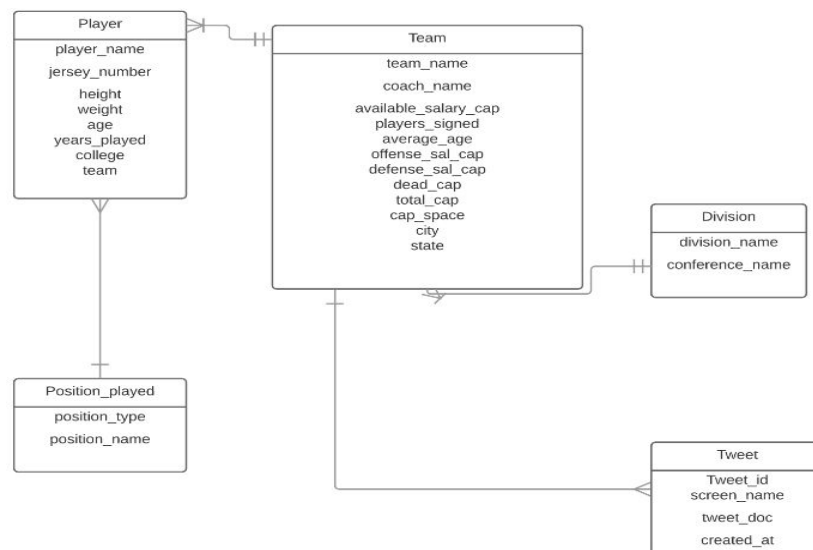 Player
player_name
jersey_number
height
weight
age
years_played
college
team
Team
team_name
coach_name
available_salary_cap
players_signed
average_age
offense_sal_cap
defense_sal_cap
dead_cap
total_cap
cap_space
city
state
Division
division_name
conference_name
Position_played
position_type
position_name
Tweet
Tweet_id
screen_name
tweet_doc
created_at